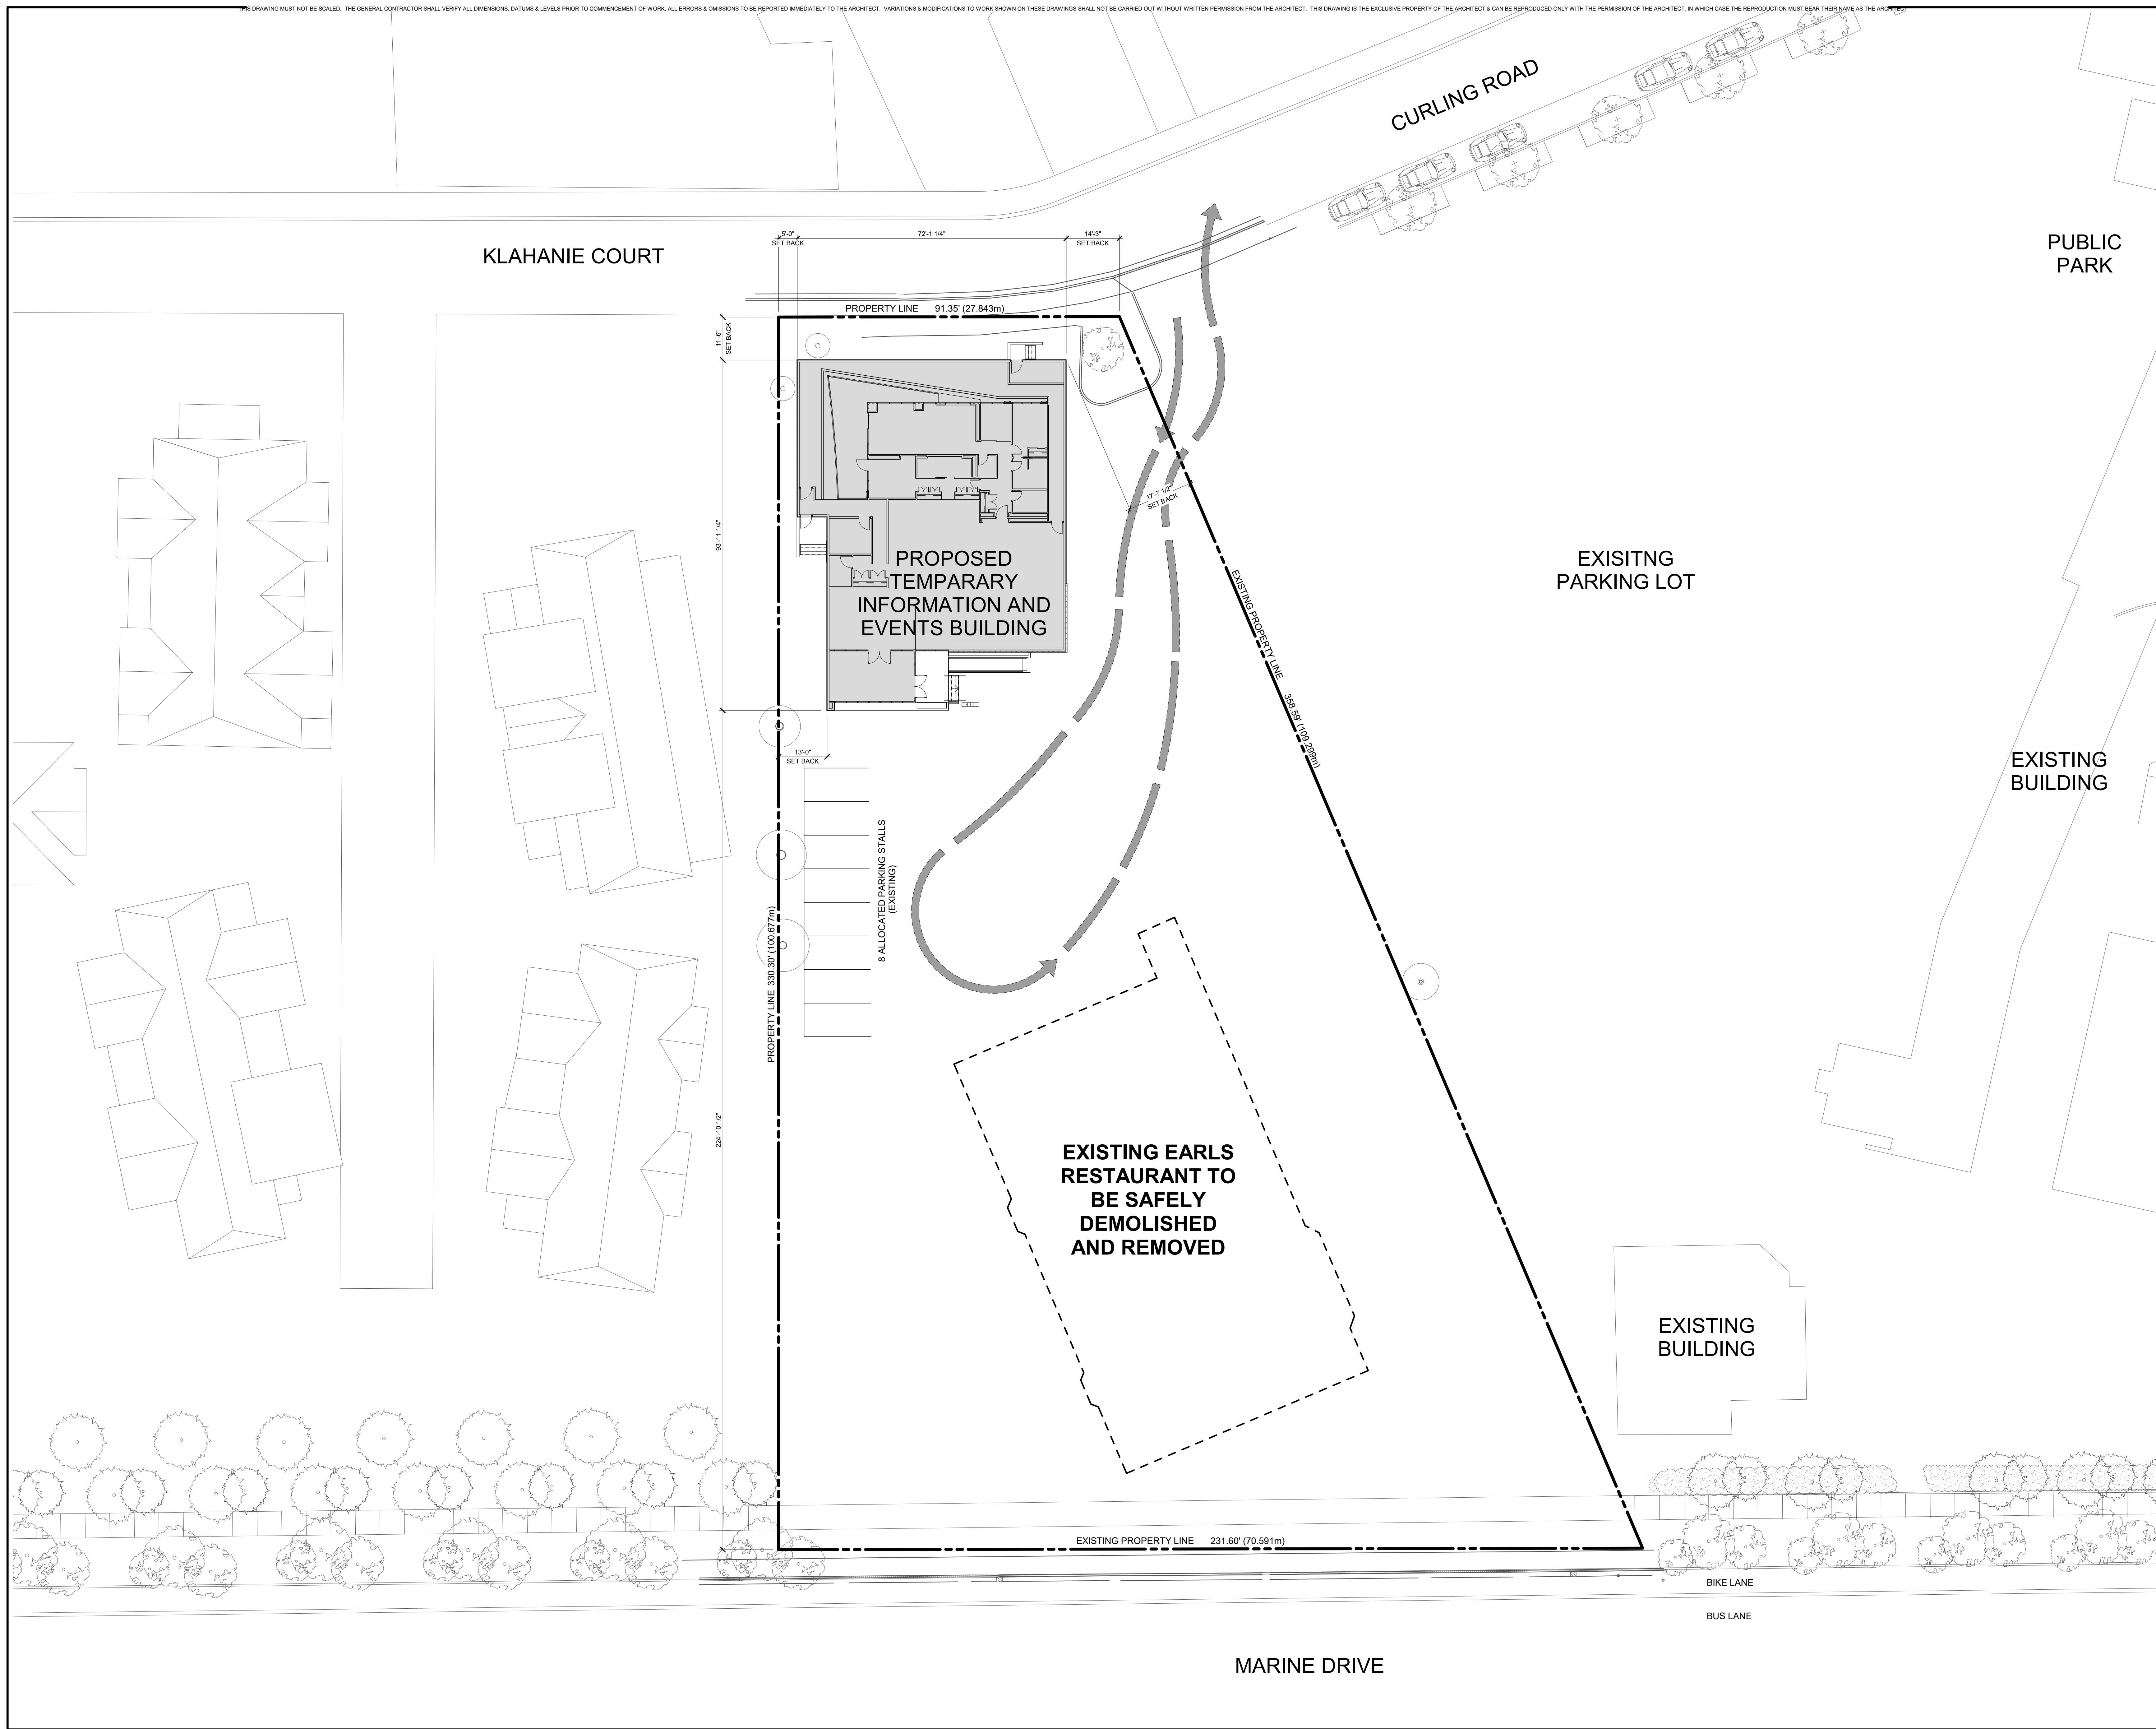 THIS DRAWING MUST NOT BE SCALED. THE GENERAL CONTRACTOR SHALL VERIFY ALL DIMENSIONS, DATUMS & LEVELS PRIOR TO COMMENCEMENT OF WORK, ALL ERRORS & OMISSIONS TO BE REPORTED IMMEDIATELY TO THE ARCHITECT. VARIATIONS & MODIFICATIONS TO WORK SHOWN ON THESE DRAWINGS SHALL NOT BE CARRIED OUT WITHOUT WRITTEN PERMISSION FROM THE ARCHITECT. THIS DRAWING IS THE EXCLUSIVE PROPERTY OF THE ARCHITECT & CAN BE REPRODUCED ONLY WITH THE PERMISSION OF THE ARCHITECT, IN WHICH CASE THE REPRODUCTION MUST BEAR THEIR NAME AS THE ARCHITECT
CURLING ROAD
KLAHANIE COURT
PUBLIC
PARK
5'-0"
SET BACK
72'-1 1/4"
14'-3"
SET BACK
PROPERTY LINE 91.35' (27.843m)
11'-6"
SET BACK
93'-11 1/4"
17'-7 1/2"
SET BACK
PROPOSED
TEMPARARY
INFORMATION AND
EVENTS BUILDING
EXISITNG
PARKING LOT
EXISTING PROPERTY LINE 358.59' (109.299m)
13'-0"
SET BACK
EXISTING
BUILDING
8 ALLOCATED PARKING STALLS
(EXISTING)
PROPERTY LINE 330.30' (100.677m)
224'-10 1/2"
EXISTING EARLS
RESTAURANT TO
BE SAFELY
DEMOLISHED
AND REMOVED
EXISTING
BUILDING
EXISTING PROPERTY LINE 231.60' (70.591m)
BIKE LANE
BUS LANE
MARINE DRIVE